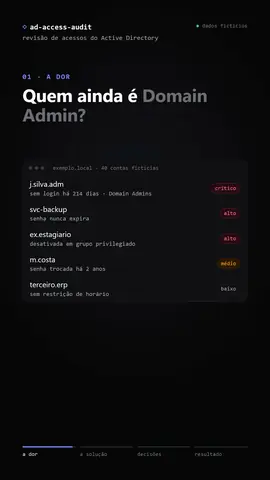 ◇ ad-access-audit
● dados fictícios
revisão de acessos do Active Directory
01 · A DOR
Quem ainda é Domain
Admin?
exemplo.local · 40 contas fictícias
j.silva.adm
sem login há 214 dias · Domain Admins
crítico
svc-backup
senha nunca expira
alto
ex.estagiario
desativada em grupo privilegiado
alto
m.costa
senha trocada há 2 anos
médio
terceiro.erp
sem restrição de horário
baixo
a dor
a solução
decisões
resultado